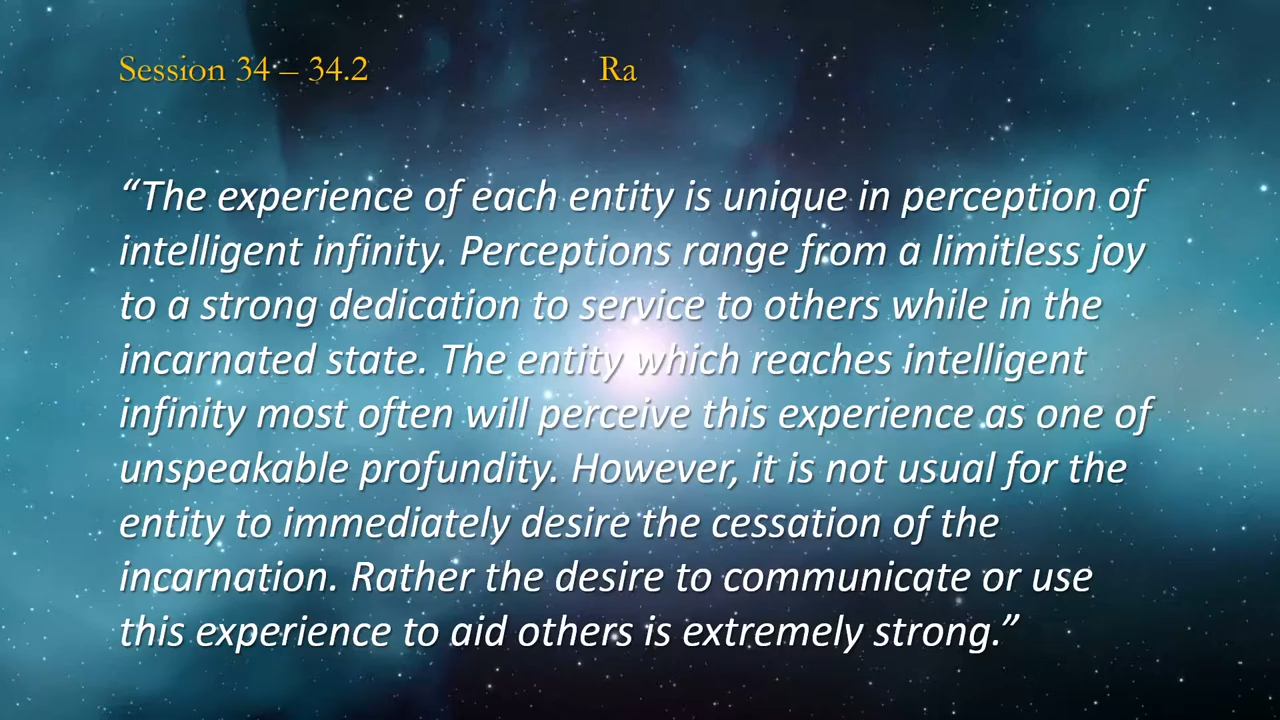 Session 34 – 34.2 Ra
“The experience of each entity is unique in perception of
intelligent infinity. Perceptions range from a limitless joy
to a strong dedication to service to others while in the
incarnated state. The entity which reaches intelligent
infinity most often will perceive this experience as one of
unspeakable profundity. However, it is not usual for the
entity to immediately desire the cessation of the
incarnation. Rather the desire to communicate or use
this experience to aid others is extremely strong.”